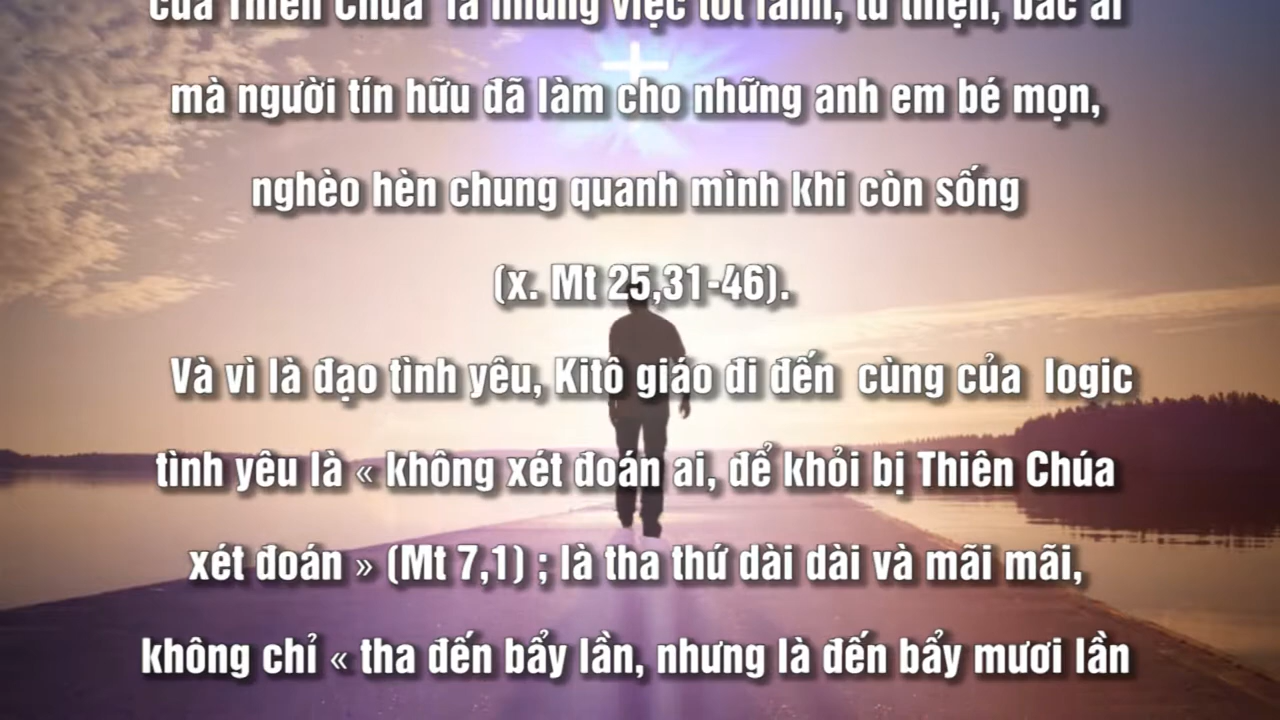 của Thiên Chúa là những việc tốt lành, từ thiện, bác ái
mà người tín hữu đã làm cho những anh em bé mọn,
nghèo hèn chung quanh mình khi còn sống
(x. Mt 25,31-46).
Và vì là đạo tình yêu, Kitô giáo đi đến cùng của logic
tình yêu là « không xét đoán ai, để khỏi bị Thiên Chúa
xét đoán » (Mt 7,1) ; là tha thứ dài dài và mãi mãi,
không chỉ « tha đến bẩy lần, nhưng là đến bẩy mươi lần